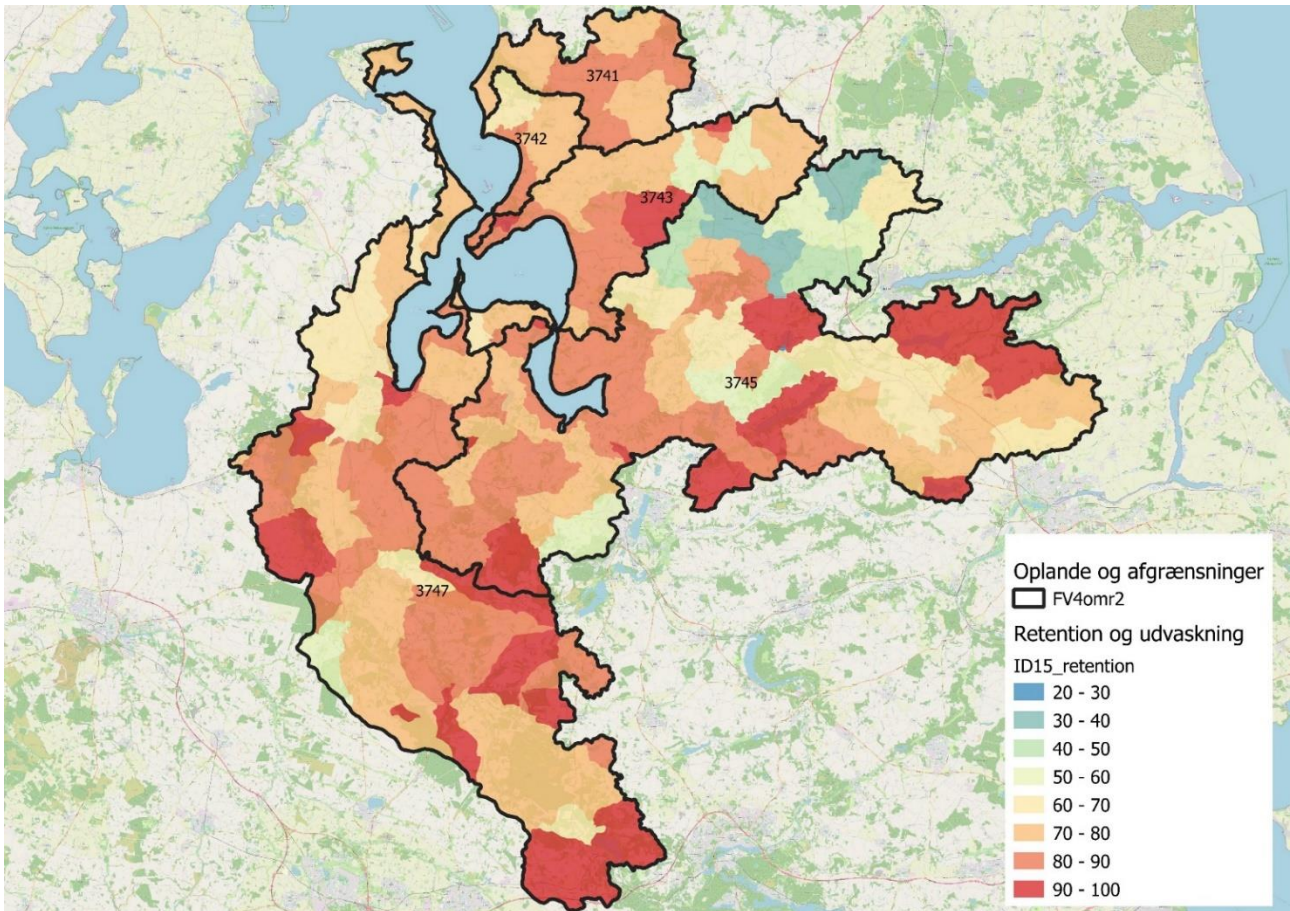 3741
3742
3743
3745
3747
Oplande og afgrænsninger
FV4omr2
Retention og udvaskning
ID15_retention
20 - 30
30 - 40
40 - 50
50 - 60
60 - 70
70 - 80
80 - 90
90 - 100